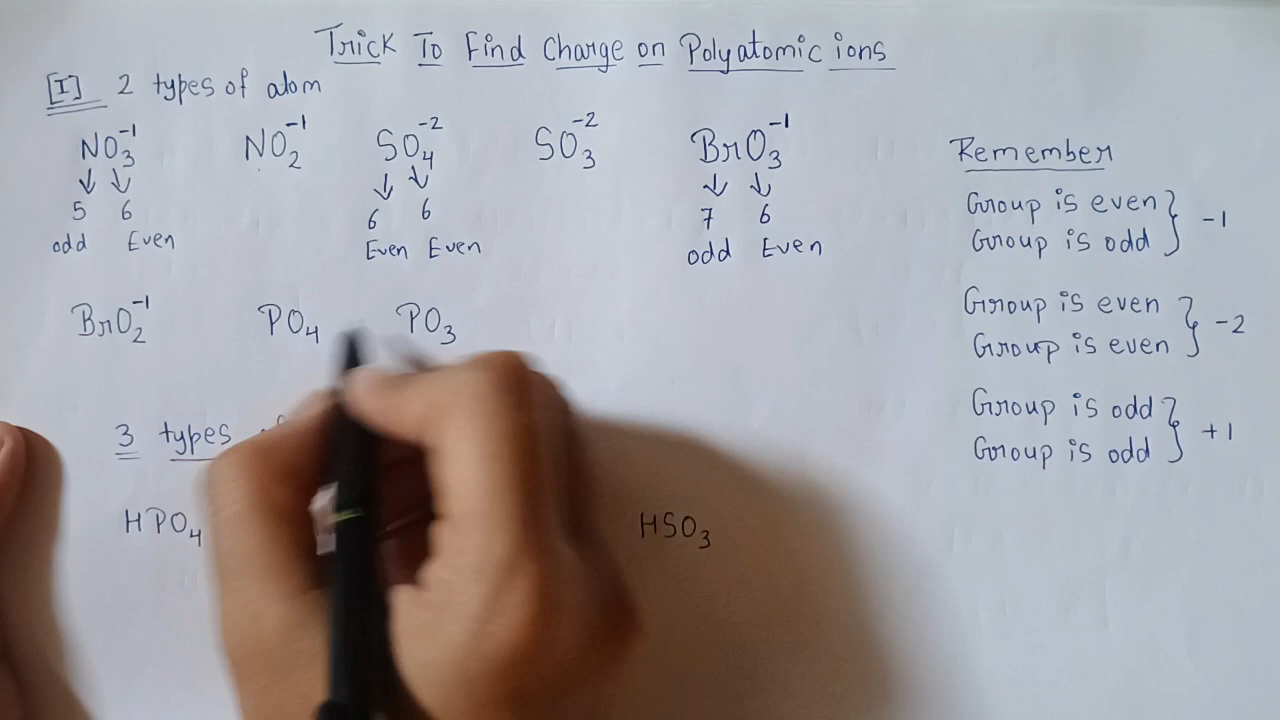 Trick To Find Charge on Polyatomic ions
[I] 2 types of atom
NO₃⁻¹ NO₂⁻¹ SO₄⁻² SO₃⁻² BrO₃⁻¹
↓ ↓ ↓ ↓ ↓ ↓
5 6 6 6 7 6
odd Even Even Even odd Even
BrO₂⁻¹ PO₄ PO₃
3 types
HPO₄ HSO₃
Remember
Group is even
Group is odd } -1
Group is even
Group is even } -2
Group is odd
Group is odd } +1